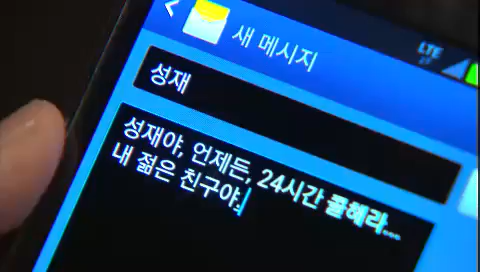 새 메시지
LTE
성재
성재야, 언제든, 24시간 콜해라...
내 젊은 친구야.